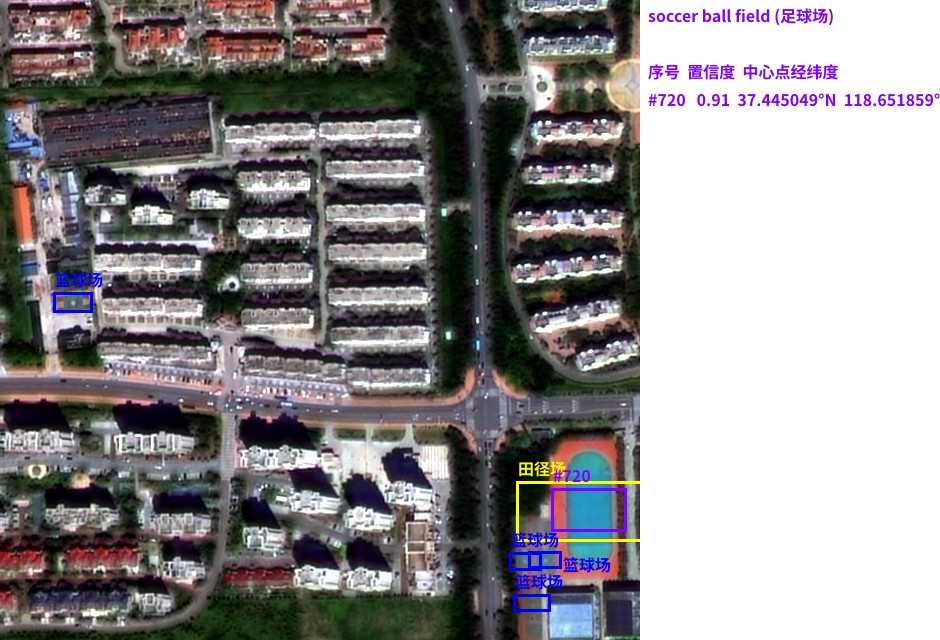 soccer ball field (足球场)
序号 置信度 中心点经纬度
#720 0.91 37.445049°N 118.651859°
篮球场
田径场
#720
篮球场
篮球场
篮球场